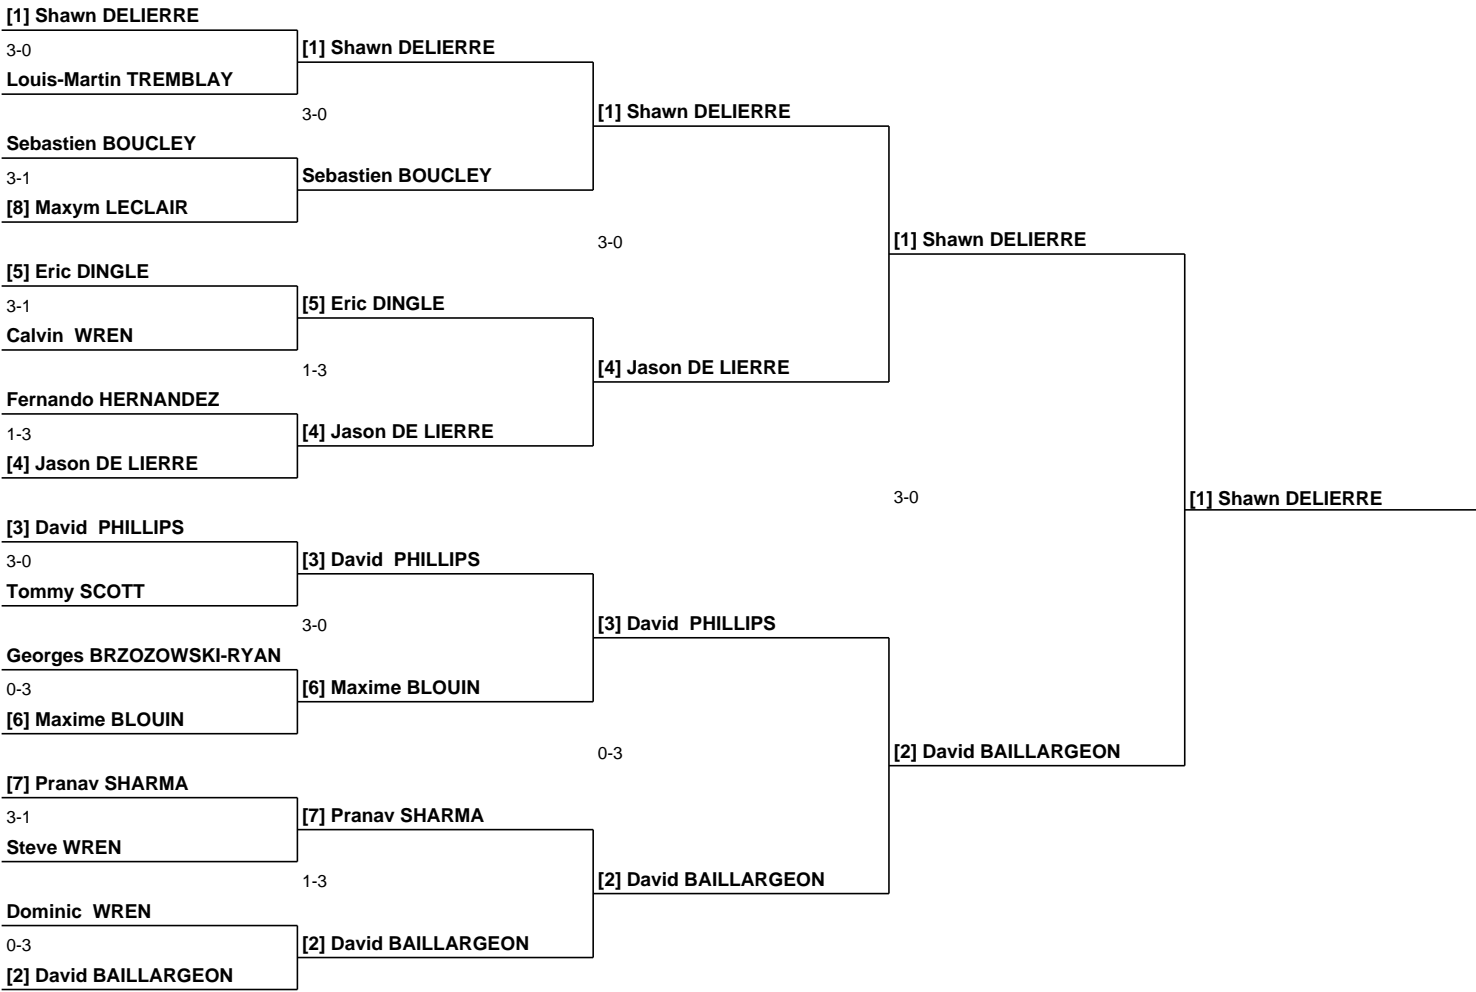 [1] Shawn DELIERRE
3-0
Louis-Martin TREMBLAY
Sebastien BOUCLEY
3-1
[8] Maxym LECLAIR
[5] Eric DINGLE
3-1
Calvin  WREN
Fernando HERNANDEZ
1-3
[4] Jason DE LIERRE
[3] David  PHILLIPS
3-0
Tommy SCOTT
Georges BRZOZOWSKI-RYAN
0-3
[6] Maxime BLOUIN
[7] Pranav SHARMA
3-1
Steve WREN
Dominic  WREN
0-3
[2] David BAILLARGEON
[1] Shawn DELIERRE
3-0
Sebastien BOUCLEY
[5] Eric DINGLE
1-3
[4] Jason DE LIERRE
[3] David  PHILLIPS
3-0
[6] Maxime BLOUIN
[7] Pranav SHARMA
1-3
[2] David BAILLARGEON
[1] Shawn DELIERRE
3-0
[4] Jason DE LIERRE
[3] David  PHILLIPS
0-3
[2] David BAILLARGEON
[1] Shawn DELIERRE
3-0
[2] David BAILLARGEON
[1] Shawn DELIERRE